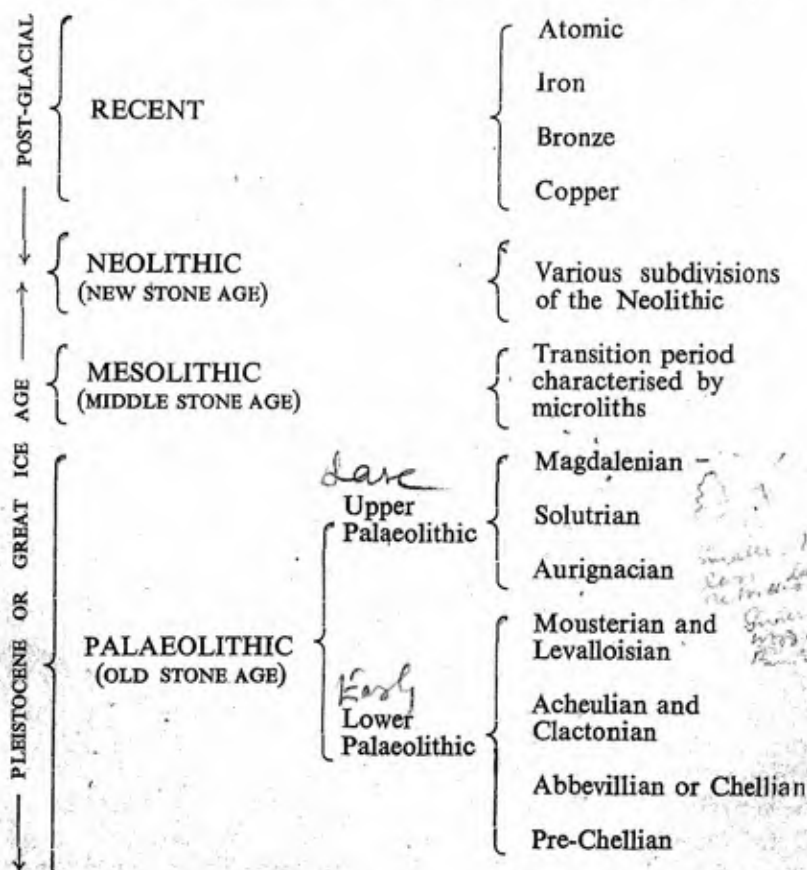 POST-GLACIAL
RECENT
Atomic
Iron
Bronze
Copper
NEOLITHIC
(NEW STONE AGE)
Various subdivisions
of the Neolithic
MESOLITHIC
(MIDDLE STONE AGE)
Transition period
characterised by
microliths
PLEISTOCENE OR GREAT ICE AGE
PALAEOLITHIC
(OLD STONE AGE)
Upper
Palaeolithic
Magdalenian -
Solutrian
Aurignacian
Early
Lower
Palaeolithic
Mousterian and
Levalloisian
Acheulian and
Clactonian
Abbevillian or Chellian
Pre-Chellian